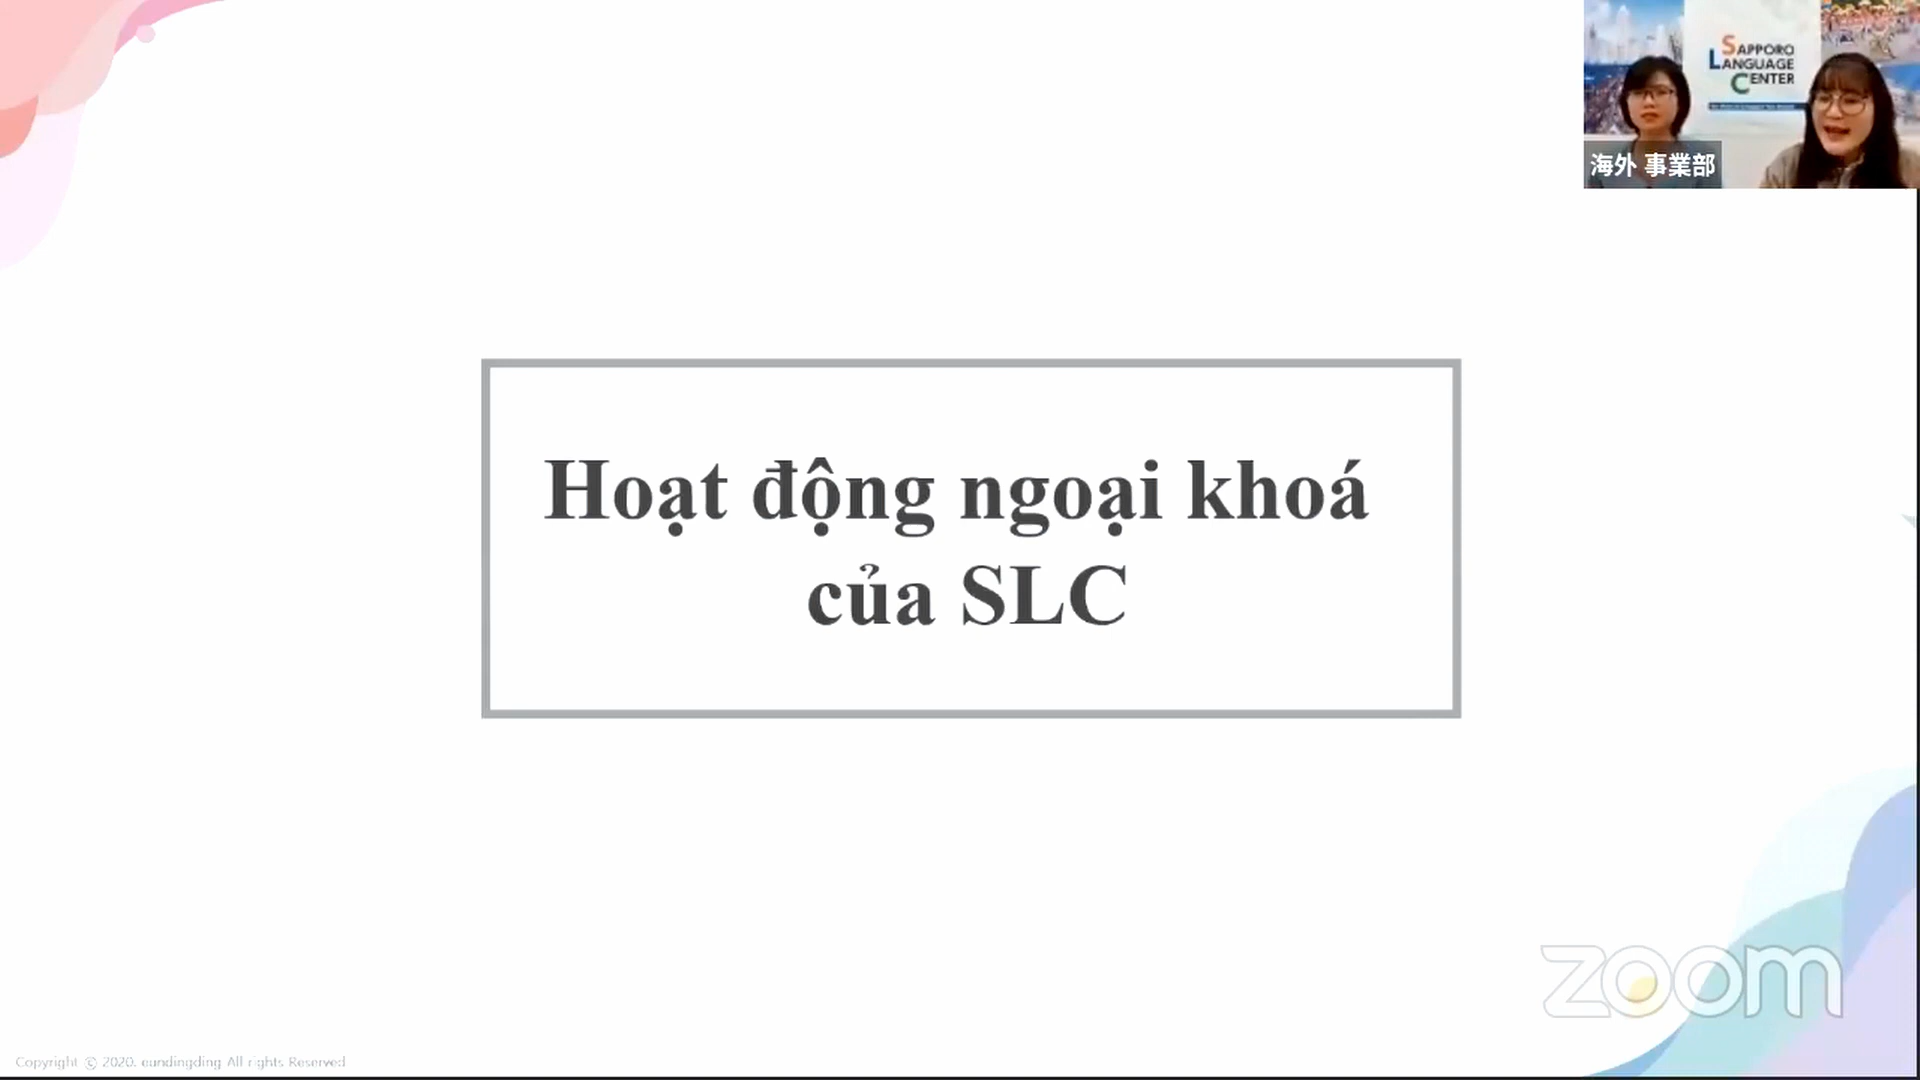 SAPPORO
LANGUAGE
CENTER
海外 事業部
Hoạt động ngoại khoá
của SLC
zoom
Copyright © 2020. eundingding All rights Reserved